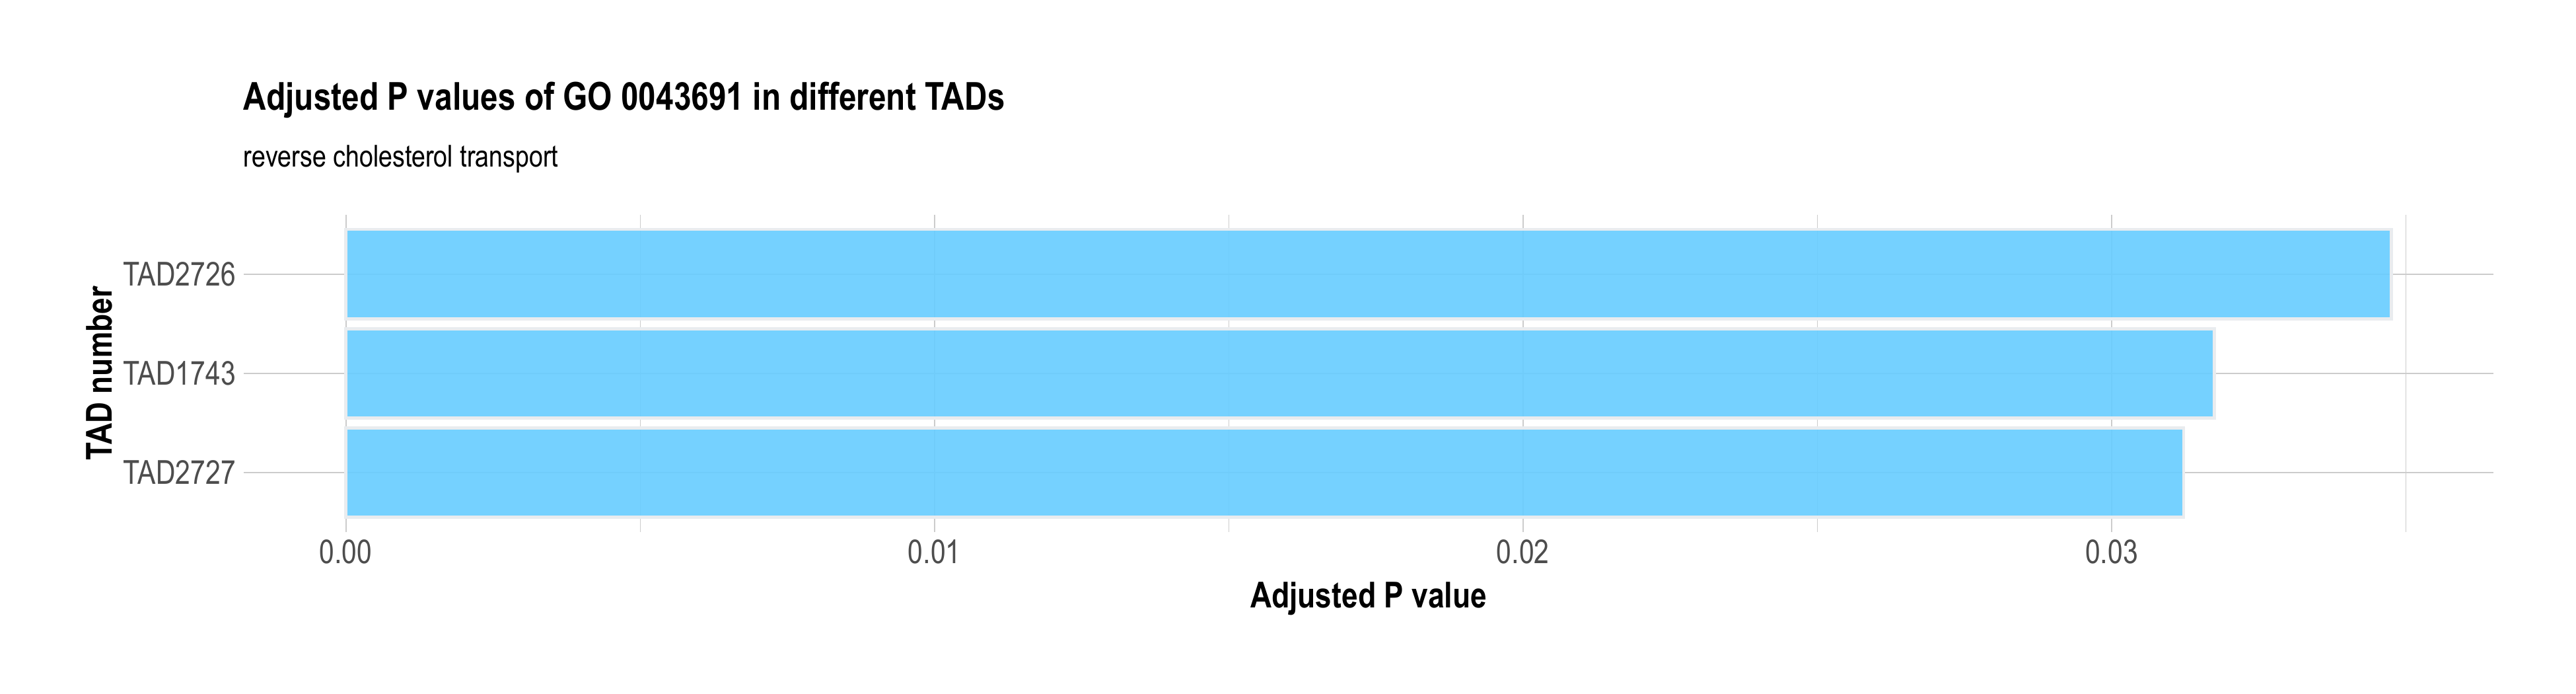 Adjusted P values of GO 0043691 in different TADs
reverse cholesterol transport
TAD number
TAD2726
TAD1743
TAD2727
0.00 0.01 0.02 0.03
Adjusted P value